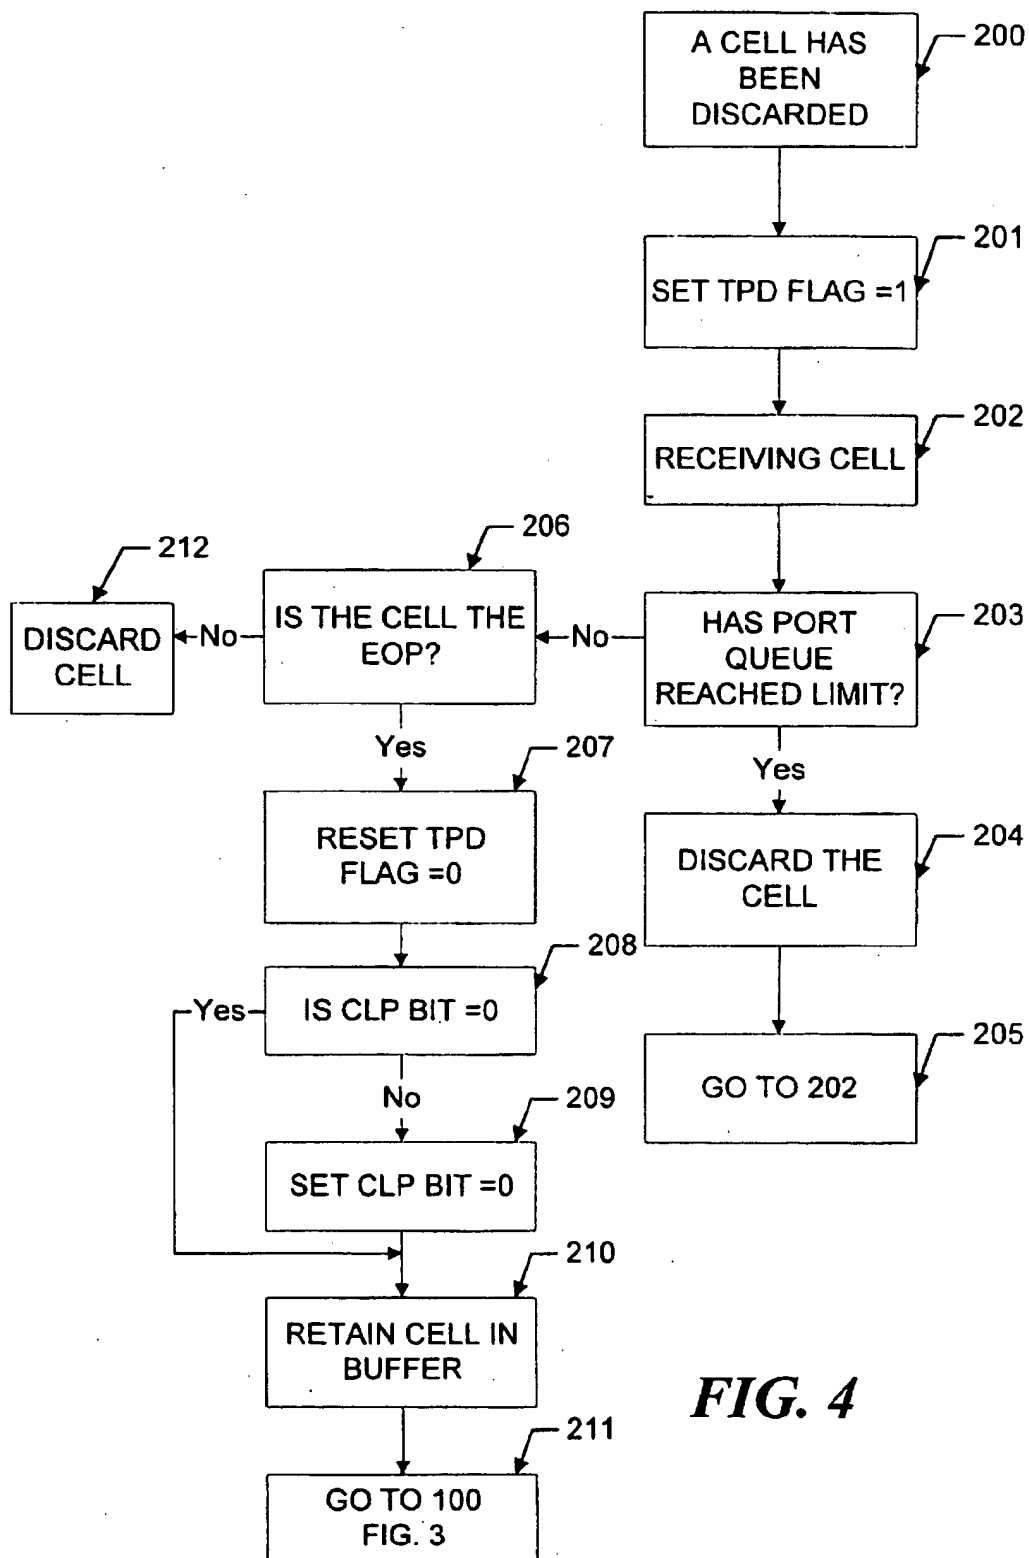 A CELL HAS
BEEN
DISCARDED
200
SET TPD FLAG =1
201
RECEIVING CELL
202
HAS PORT
QUEUE
REACHED LIMIT?
203
Yes
DISCARD THE
CELL
204
GO TO 202
205
No
IS THE CELL THE
EOP?
206
No
DISCARD
CELL
212
Yes
RESET TPD
FLAG =0
207
IS CLP BIT =0
208
Yes
No
SET CLP BIT =0
209
RETAIN CELL IN
BUFFER
210
GO TO 100
FIG. 3
211
FIG. 4